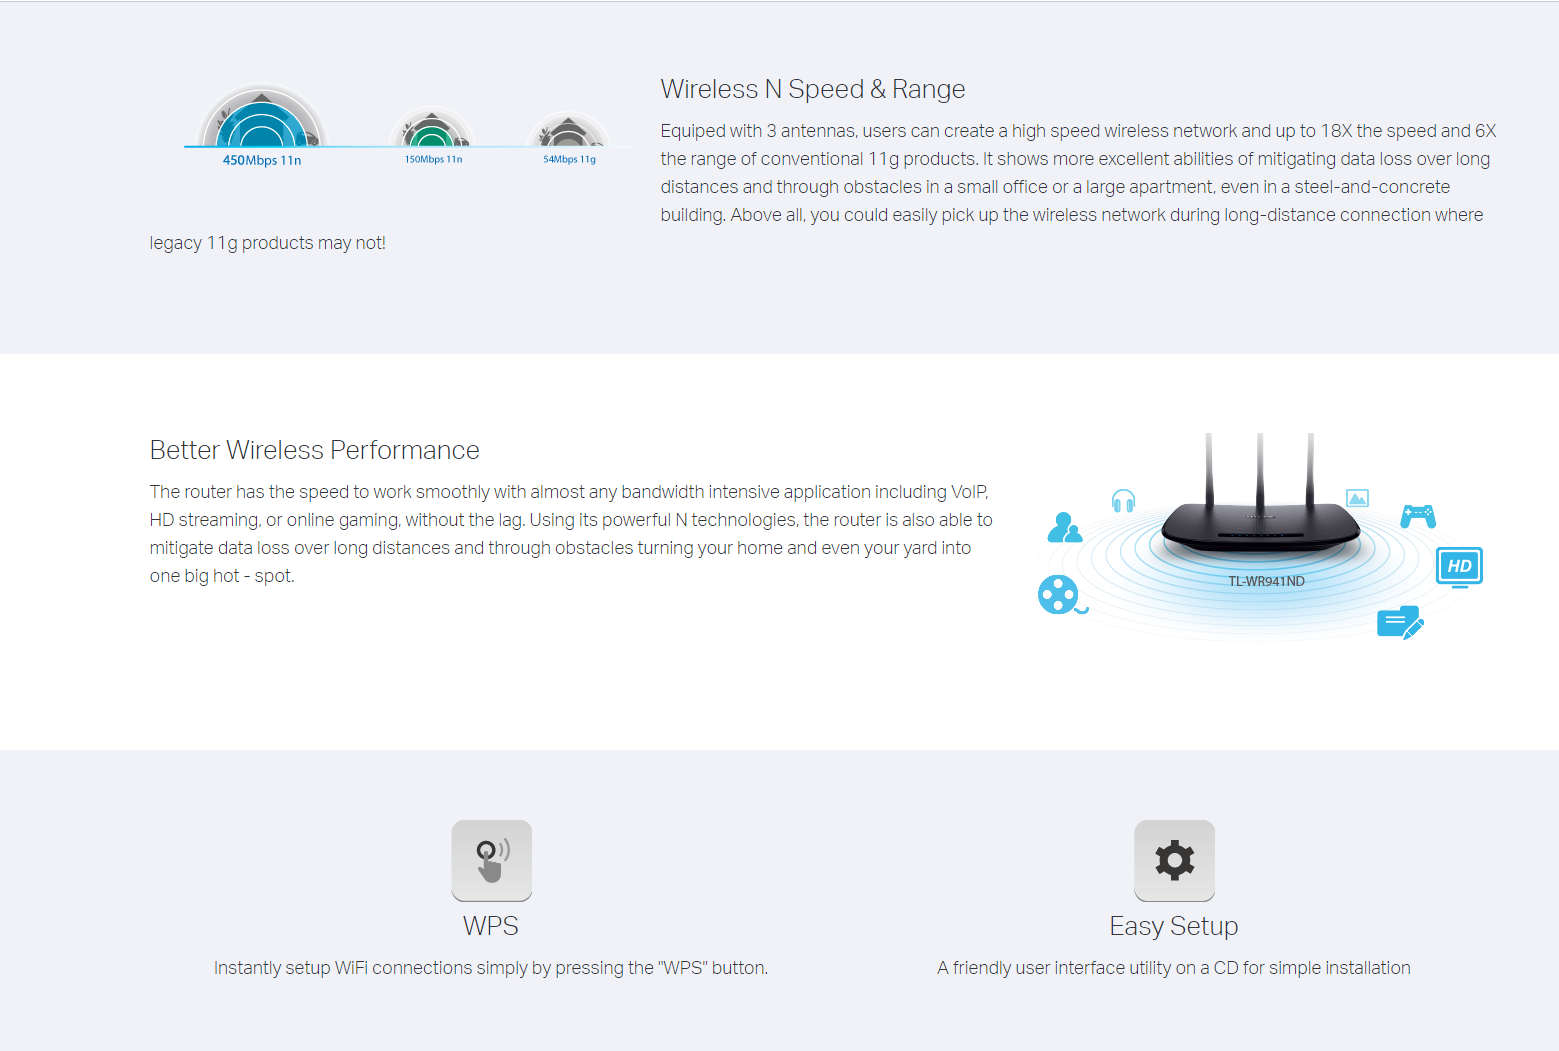 Wireless N Speed & Range
Equiped with 3 antennas, users can create a high speed wireless network and up to 18X the speed and 6X
the range of conventional 11g products. It shows more excellent abilities of mitigating data loss over long
distances and through obstacles in a small office or a large apartment, even in a steel-and-concrete
building. Above all, you could easily pick up the wireless network during long-distance connection where
legacy 11g products may not!
450Mbps 11n
150Mbps 11n
54Mbps 11g
Better Wireless Performance
The router has the speed to work smoothly with almost any bandwidth intensive application including VoIP,
HD streaming, or online gaming, without the lag. Using its powerful N technologies, the router is also able to
mitigate data loss over long distances and through obstacles turning your home and even your yard into
one big hot - spot.
HD
TL-WR941ND
WPS
Instantly setup WiFi connections simply by pressing the "WPS" button.
Easy Setup
A friendly user interface utility on a CD for simple installation